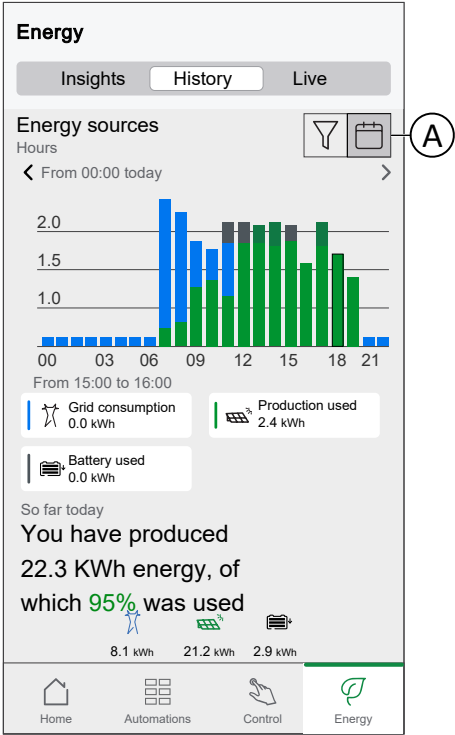 Energy
Insights History Live
Energy sources
Hours
From 00:00 today
A
2.0
1.5
1.0
00 03 06 09 12 15 18 21
From 15:00 to 16:00
Grid consumption
0.0 kWh
Production used
2.4 kWh
Battery used
0.0 kWh
So far today
You have produced
22.3 KWh energy, of
which 95% was used
8.1 kWh 21.2 kWh 2.9 kWh
Home Automations Control Energy